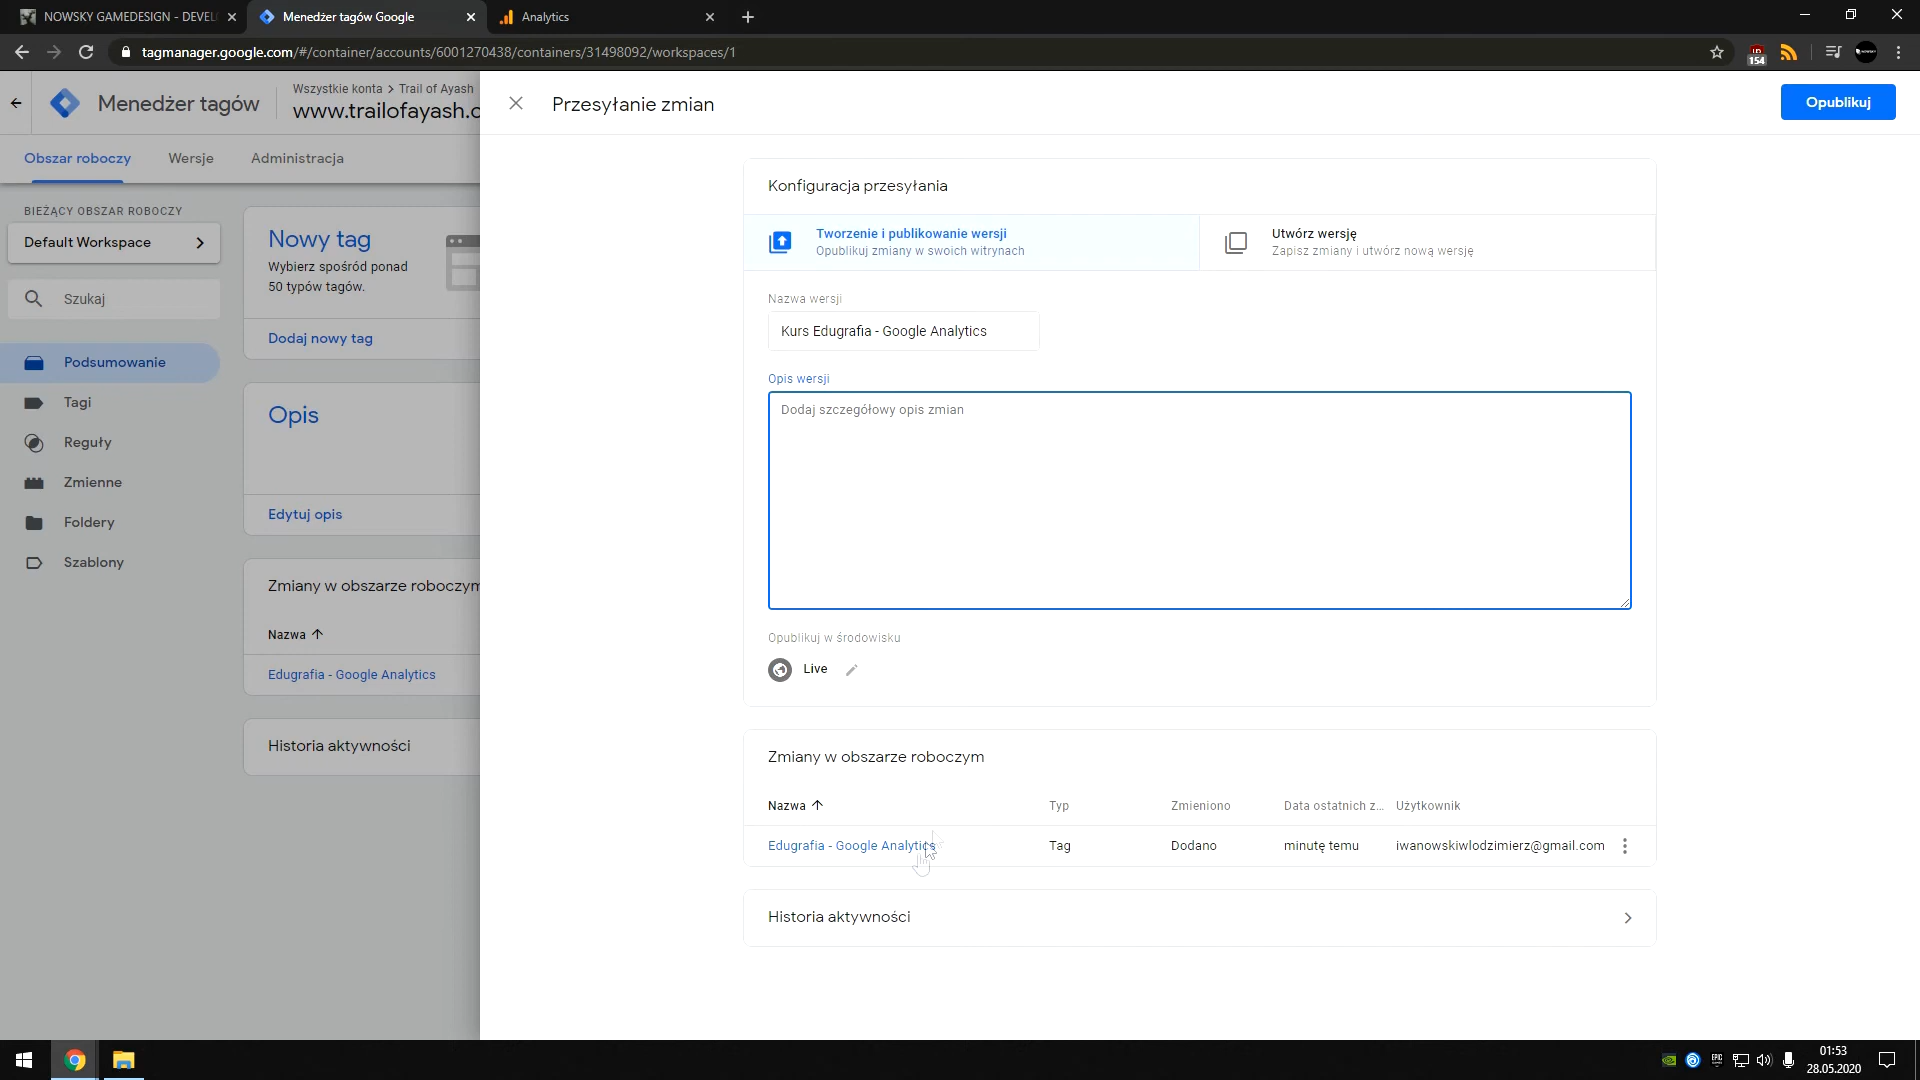 NOWSKY GAMEDESIGN - DEVEL
Menedżer tagów Google
Analytics
tagmanager.google.com/#/container/accounts/6001270438/containers/31498092/workspaces/1
154
Menedżer tagów
Wszystkie konta > Trail of Ayash
www.trailofayash.c
Przesyłanie zmian
Opublikuj
Obszar roboczy
Wersje
Administracja
BIEŻĄCY OBSZAR ROBOCZY
Default Workspace
Szukaj
Podsumowanie
Tagi
Reguły
Zmienne
Foldery
Szablony
Nowy tag
Wybierz spośród ponad
50 typów tagów.
Dodaj nowy tag
Opis
Edytuj opis
Zmiany w obszarze roboczym
Nazwa
Edugrafia - Google Analytics
Historia aktywności
Konfiguracja przesyłania
Tworzenie i publikowanie wersji
Opublikuj zmiany w swoich witrynach
Utwórz wersję
Zapisz zmiany i utwórz nową wersję
Nazwa wersji
Kurs Edugrafia - Google Analytics
Opis wersji
Dodaj szczegółowy opis zmian
Opublikuj w środowisku
Live
Zmiany w obszarze roboczym
Nazwa Typ Zmieniono Data ostatnich z... Użytkownik
Edugrafia - Google Analytics Tag Dodano minutę temu iwanowskiwlodzimierz@gmail.com
Historia aktywności
EPIC
01:53
28.05.2020